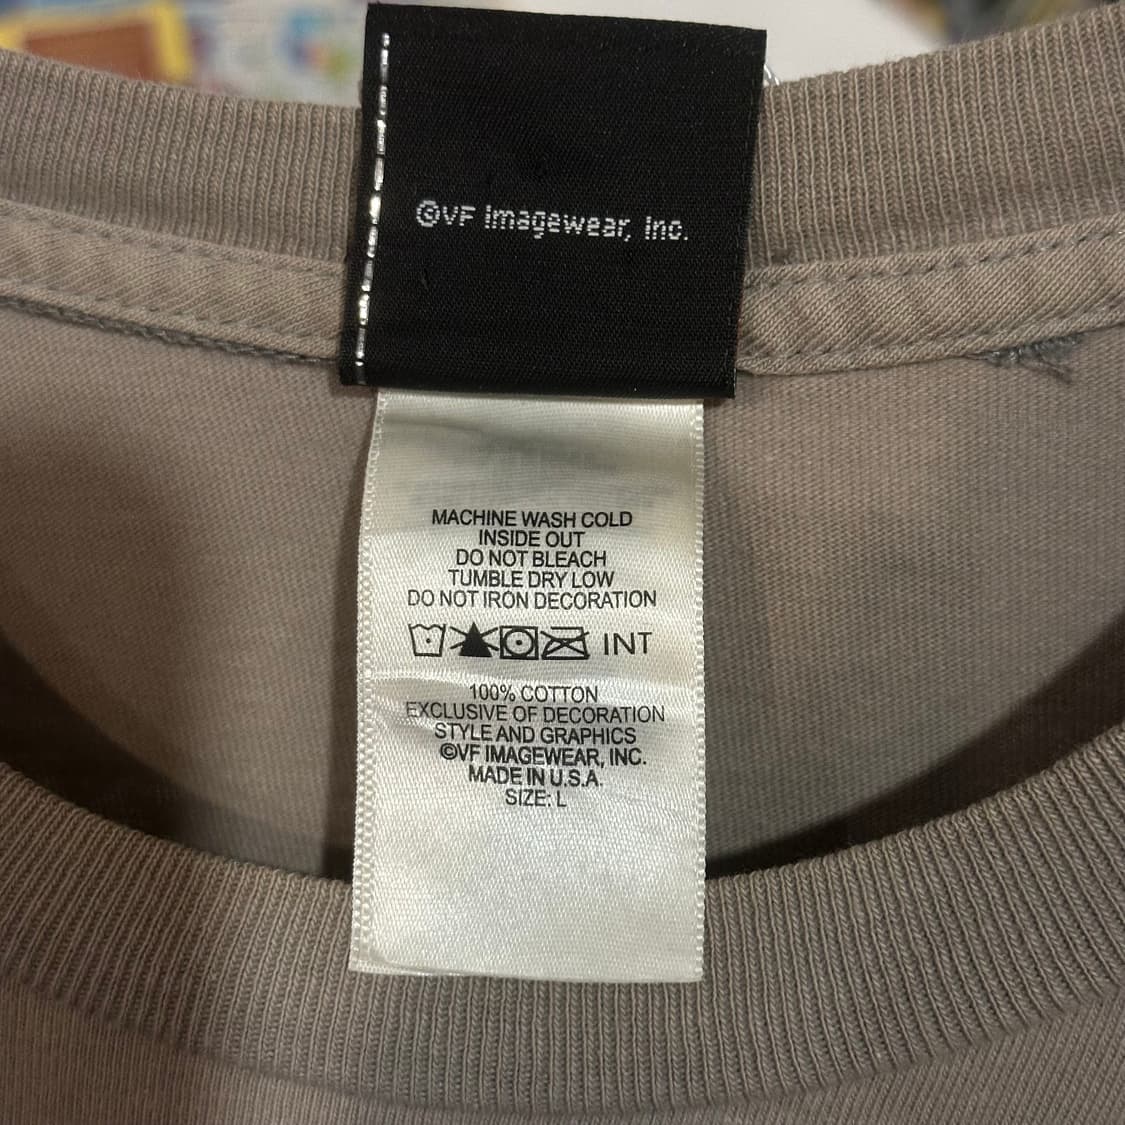 ©VF Imagewear, Inc.
MACHINE WASH COLD
INSIDE OUT
DO NOT BLEACH
TUMBLE DRY LOW
DO NOT IRON DECORATION
INT
100% COTTON
EXCLUSIVE OF DECORATION
STYLE AND GRAPHICS
©VF IMAGEWEAR, INC.
MADE IN U.S.A.
SIZE: L